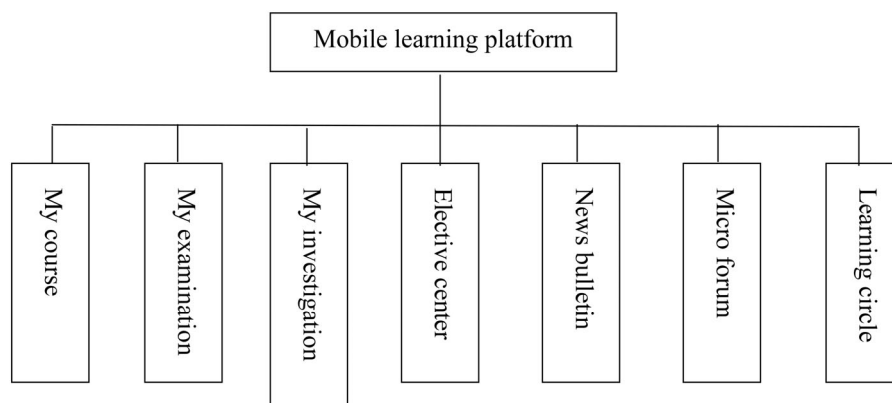 Mobile learning platform
My course
My examination
My investigation
Elective center
News bulletin
Micro forum
Learning circle